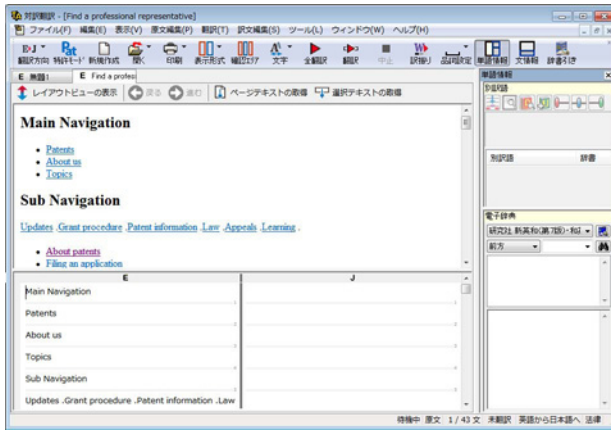 対訳翻訳 - [Find a professional representative]
ファイル(F) 編集(E) 表示(V) 原文編集(P) 翻訳(T) 訳文編集(S) ツール(L) ウィンドウ(W) ヘルプ(H)
翻訳方向 特許モード 新規作成 開く 印刷 表示形式 確認エリア 文字 全翻訳 翻訳 中止 訳振り 品詞設定 単語情報 文情報 辞書引き
E 無題1 E Find a profes
レイアウトビューの表示 戻る 進む ページテキストの取得 選択テキストの取得
Main Navigation
Patents
About us
Topics
Sub Navigation
Updates .Grant procedure .Patent information .Law .Appeals .Learning .
About patents
Filing an application
E J
Main Navigation
Patents
About us
Topics
Sub Navigation
Updates .Grant procedure .Patent information .Law
単語情報
別訳語
別訳語 辞書
電子辞典
研究社 新英和(第7版)・和
前方
待機中 原文 1 / 43 文 未翻訳 英語から日本語へ 法律